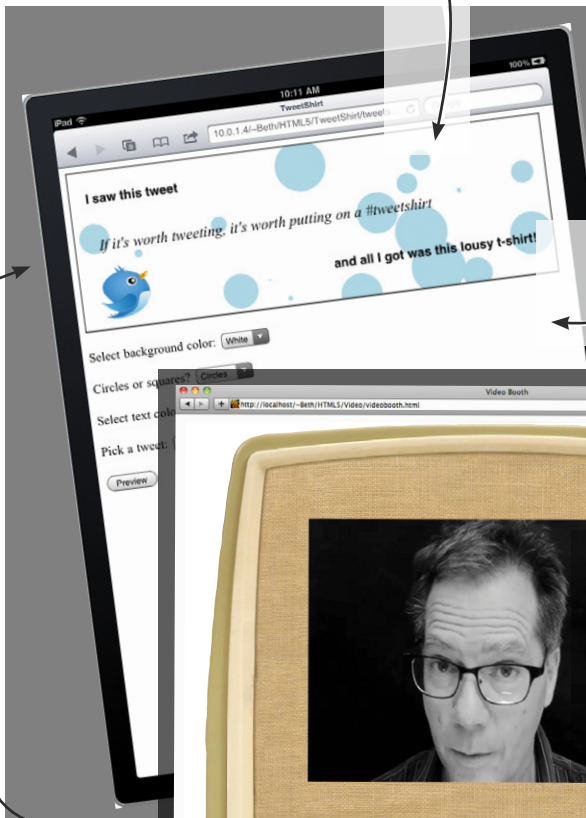 iPad
10:11 AM
100%
TweetShirt
10.0.1.4/~Beth/HTML5/TweetShirt/tweets...
I saw this tweet
If it's worth tweeting, it's worth putting on a #tweetshirt
and all I got was this lousy t-shirt!
Select background color: White
Circles or squares? Circles
Select text colo
Pick a tweet:
Preview
Video Booth
http://localhost/~Beth/HTML5/Video/videobooth.html